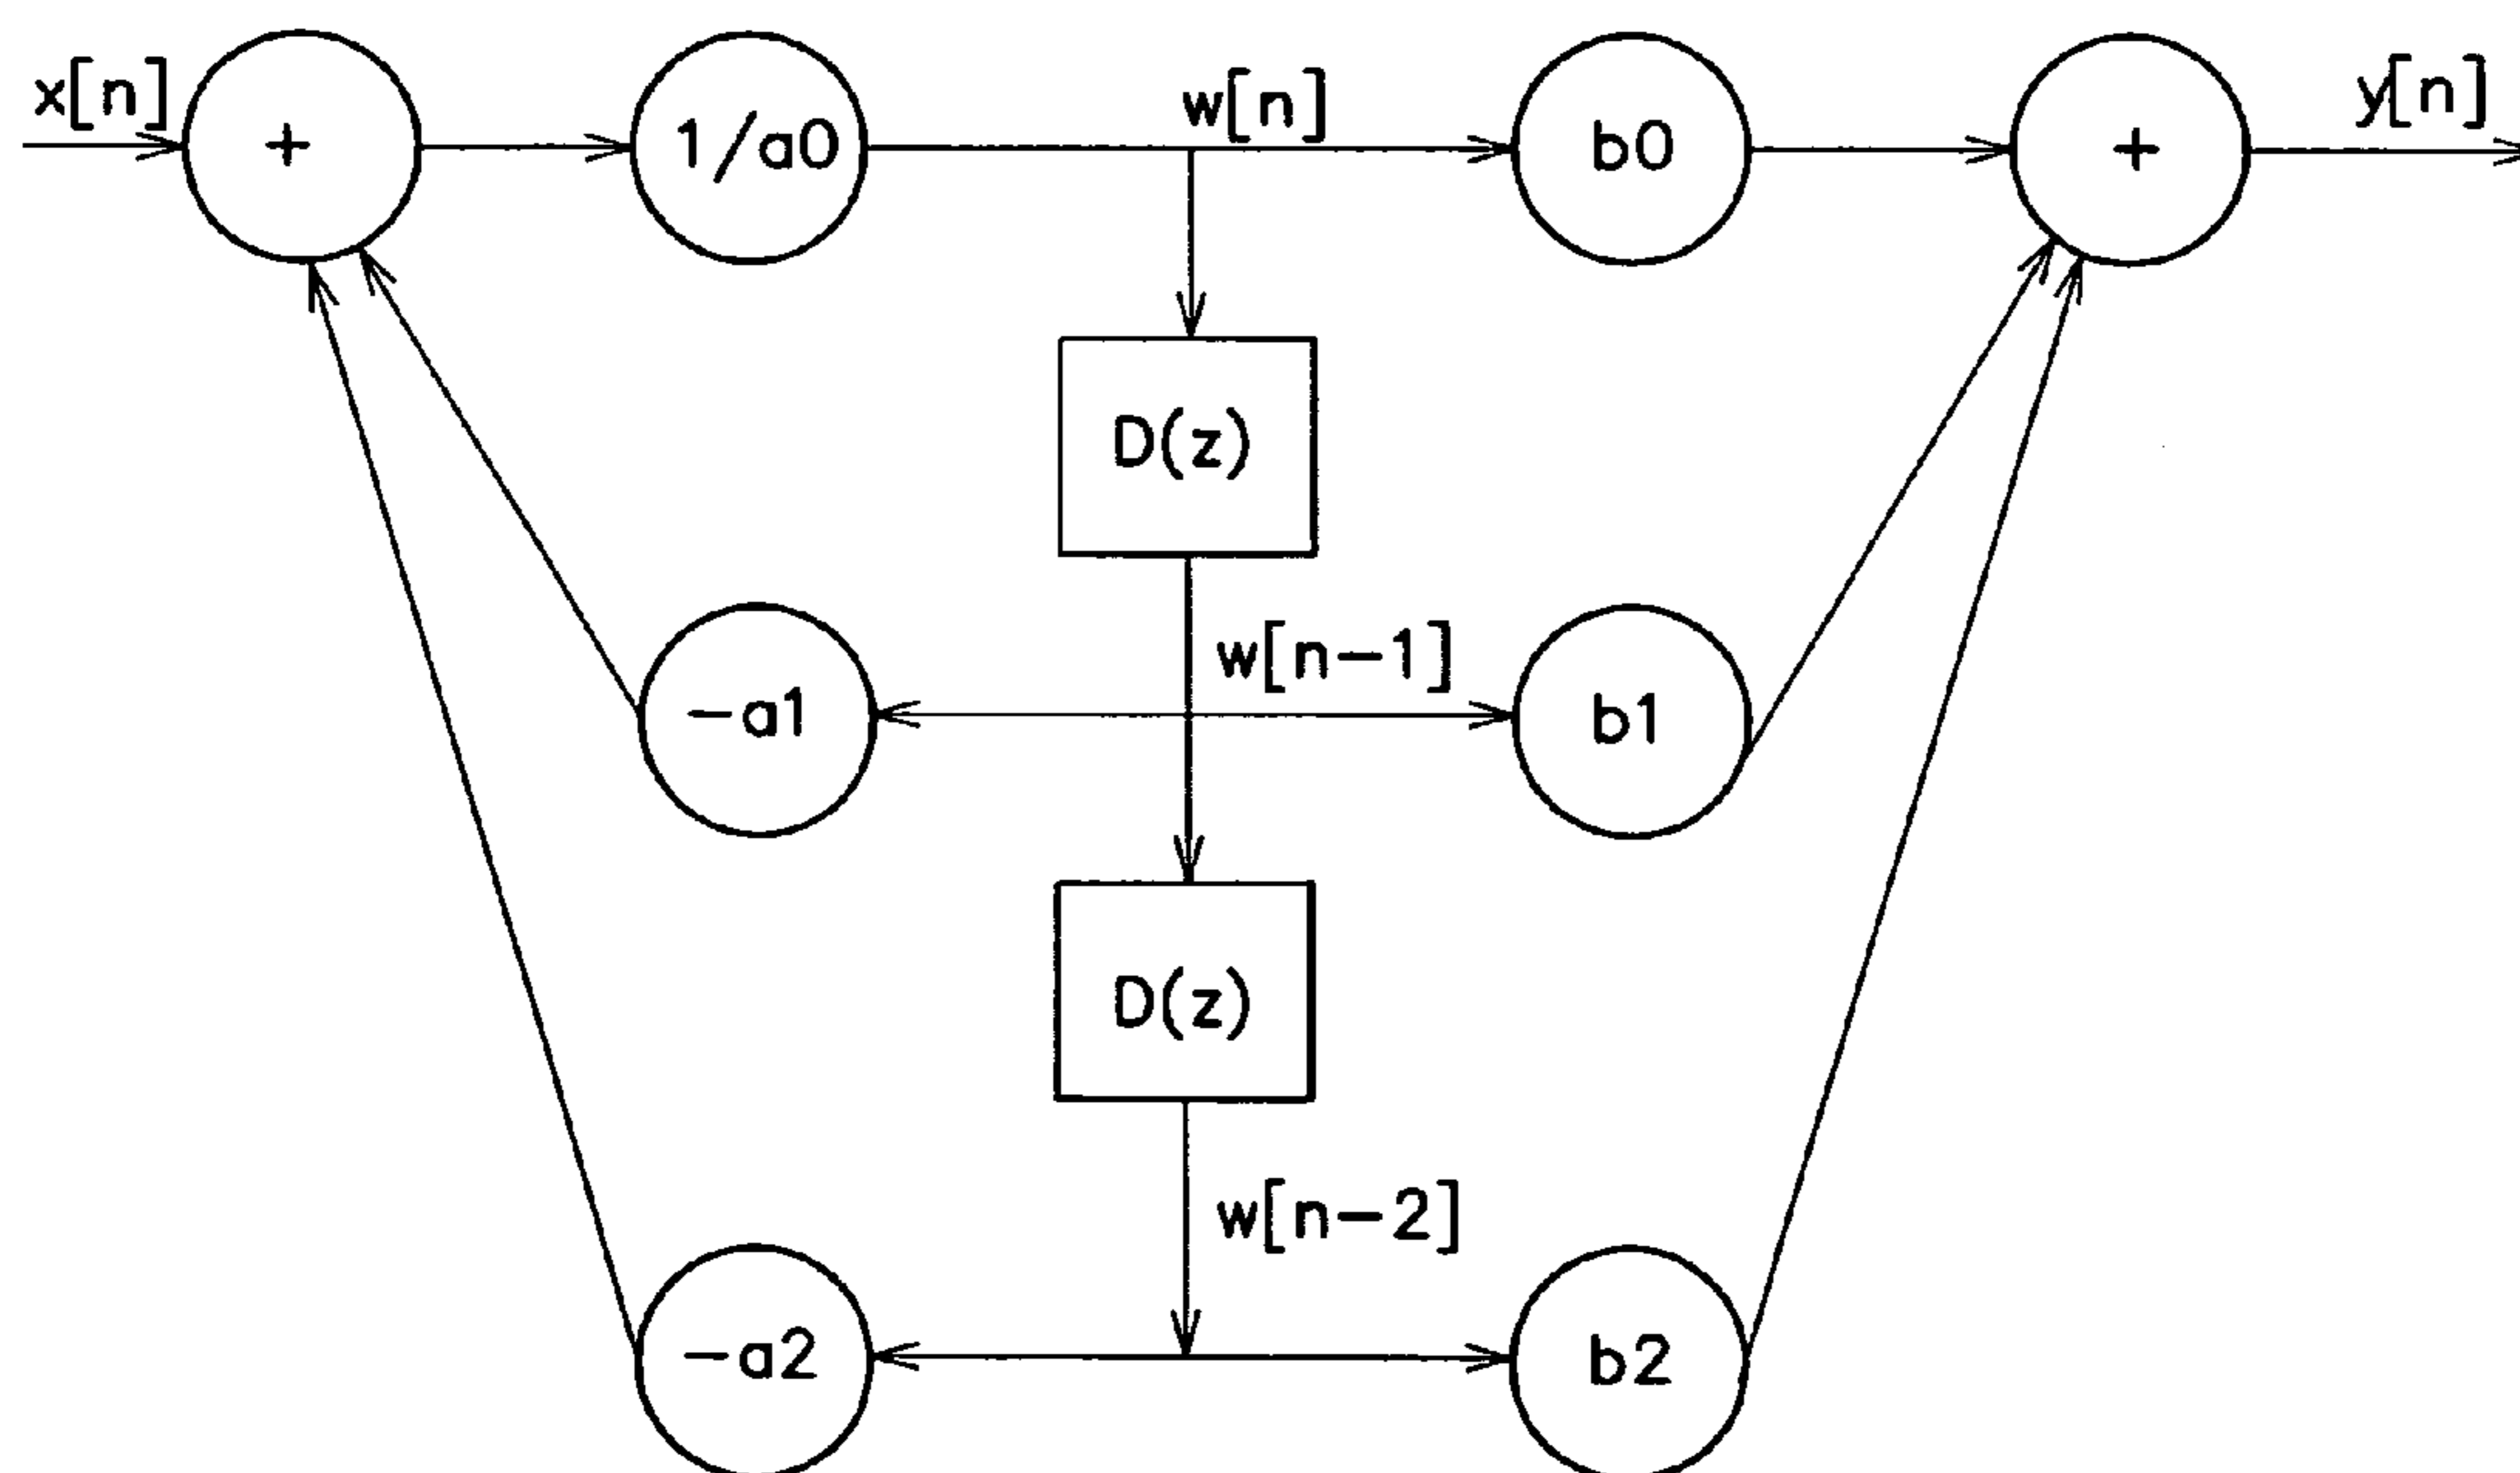 x[n]
+
1/a0
w[n]
b0
+
y[n]
D(z)
w[n-1]
-a1
b1
D(z)
w[n-2]
-a2
b2